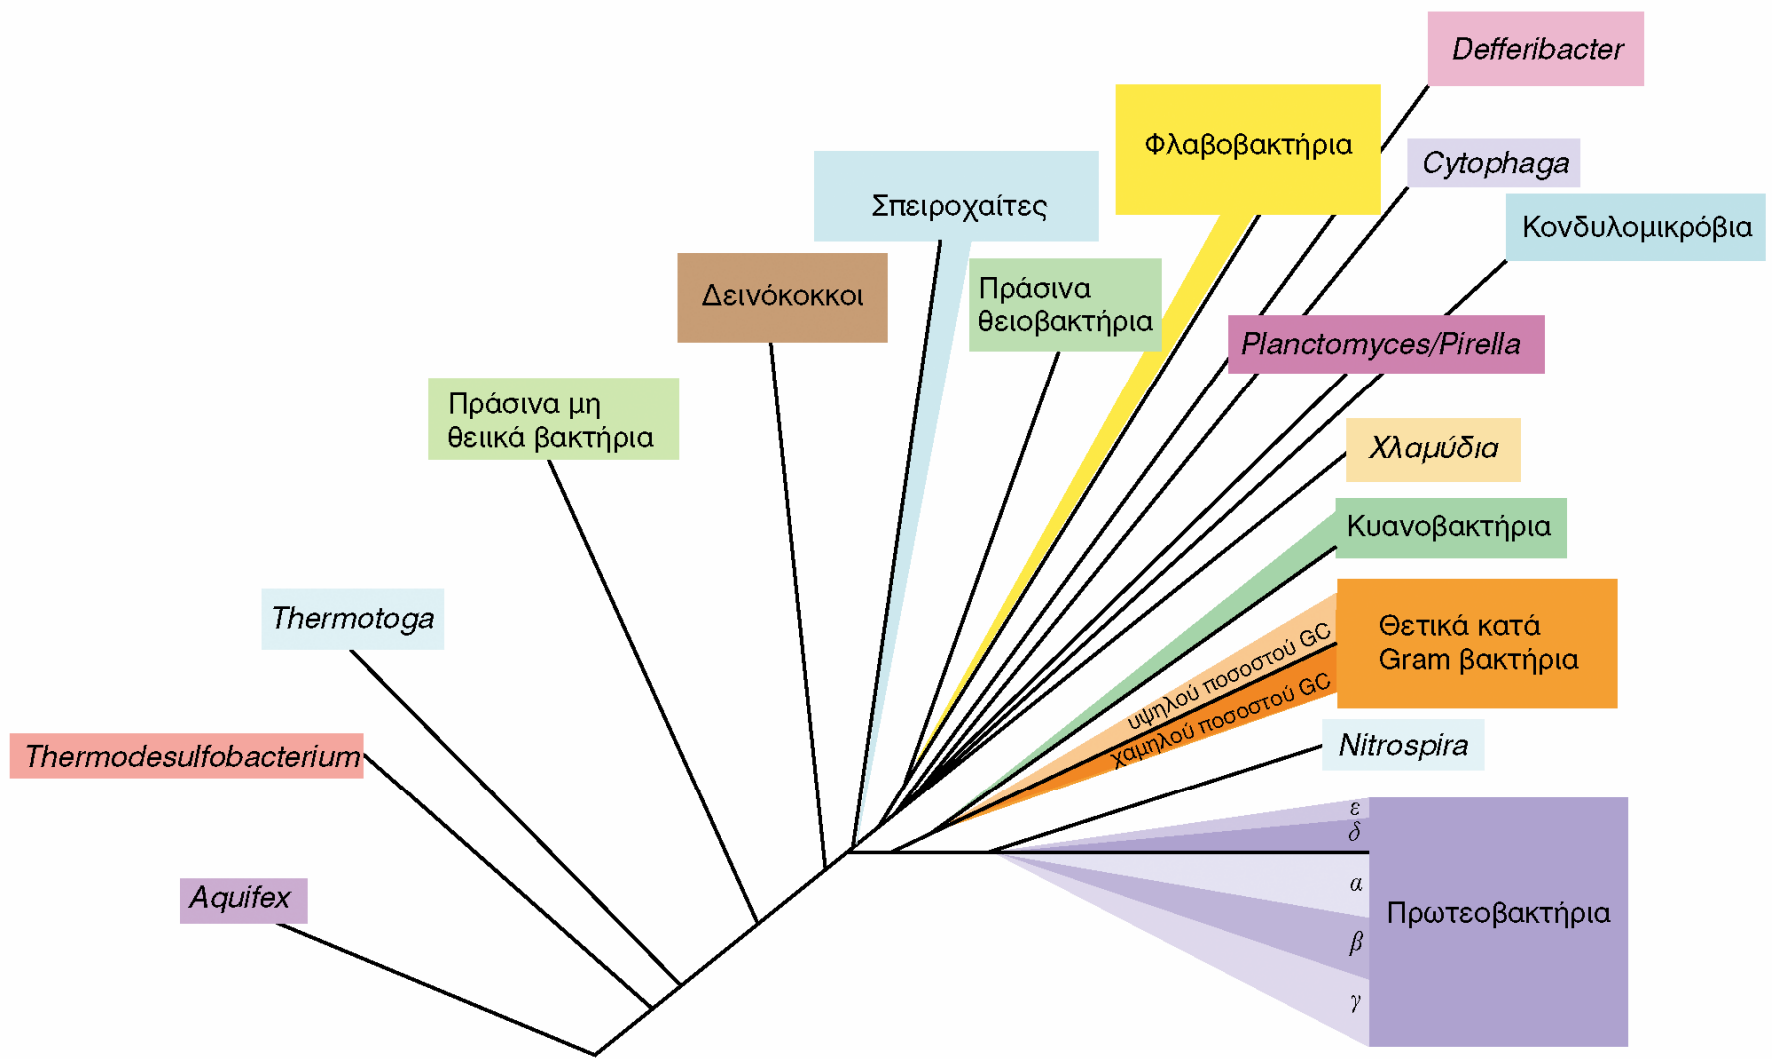 Defferibacter
Φλαβοβακτήρια
Cytophaga
Σπειροχαίτες
Κονδυλομικρόβια
Δεινόκοκκοι
Πράσινα
θειοβακτήρια
Planctomyces/Pirella
Πράσινα μη
θειικά βακτήρια
Χλαμύδια
Κυανοβακτήρια
Thermotoga
υψηλού ποσοστού GC
χαμηλού ποσοστού GC
Θετικά κατά
Gram βακτήρια
Thermodesulfobacterium
Nitrospira
ε
δ
α
β
γ
Πρωτεοβακτήρια
Aquifex